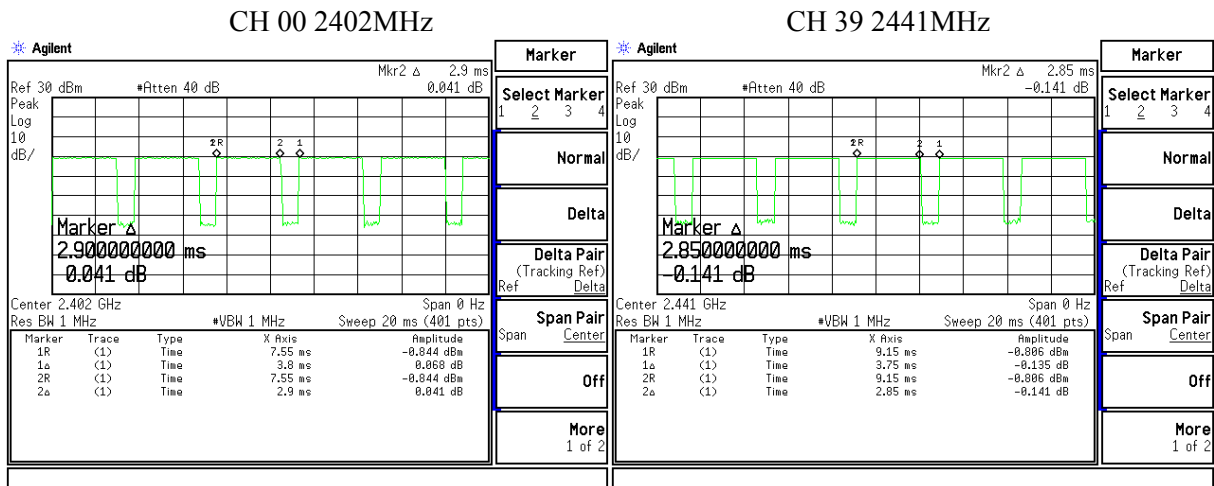 CH 00 2402MHz
Agilent
Marker
Mkr2 Δ 2.9 ms
Ref 30 dBm #Atten 40 dB 0.041 dB
Peak
Log
10
dB/
2R 2 1
Marker Δ
2.900000000 ms
0.041 dB
Center 2.402 GHz Span 0 Hz
Res BW 1 MHz #VBW 1 MHz Sweep 20 ms (401 pts)
Marker Trace Type X Axis Amplitude
1R (1) Time 7.55 ms -0.844 dBm
1Δ (1) Time 3.8 ms 0.068 dB
2R (1) Time 7.55 ms -0.844 dBm
2Δ (1) Time 2.9 ms 0.041 dB
Select Marker
1 2 3 4
Normal
Delta
Delta Pair
(Tracking Ref)
Ref Delta
Span Pair
Span Center
Off
More
1 of 2
CH 39 2441MHz
Agilent
Marker
Mkr2 Δ 2.85 ms
Ref 30 dBm #Atten 40 dB -0.141 dB
Peak
Log
10
dB/
2R 2 1
Marker Δ
2.850000000 ms
-0.141 dB
Center 2.441 GHz Span 0 Hz
Res BW 1 MHz #VBW 1 MHz Sweep 20 ms (401 pts)
Marker Trace Type X Axis Amplitude
1R (1) Time 9.15 ms -0.806 dBm
1Δ (1) Time 3.75 ms -0.135 dB
2R (1) Time 9.15 ms -0.806 dBm
2Δ (1) Time 2.85 ms -0.141 dB
Select Marker
1 2 3 4
Normal
Delta
Delta Pair
(Tracking Ref)
Ref Delta
Span Pair
Span Center
Off
More
1 of 2